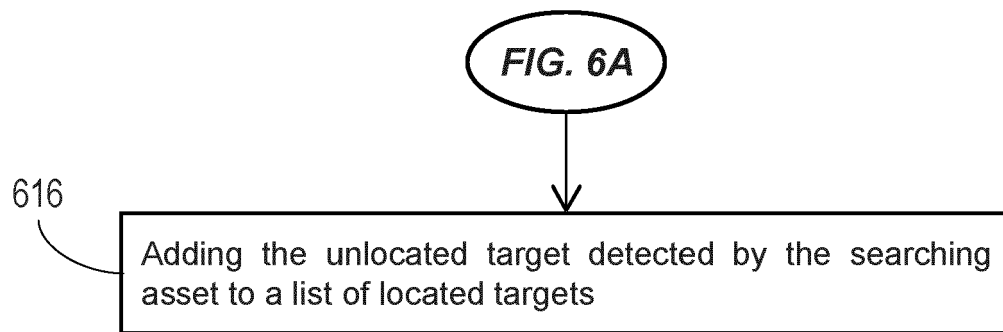 FIG. 6A
616
Adding the unlocated target detected by the searching
asset to a list of located targets